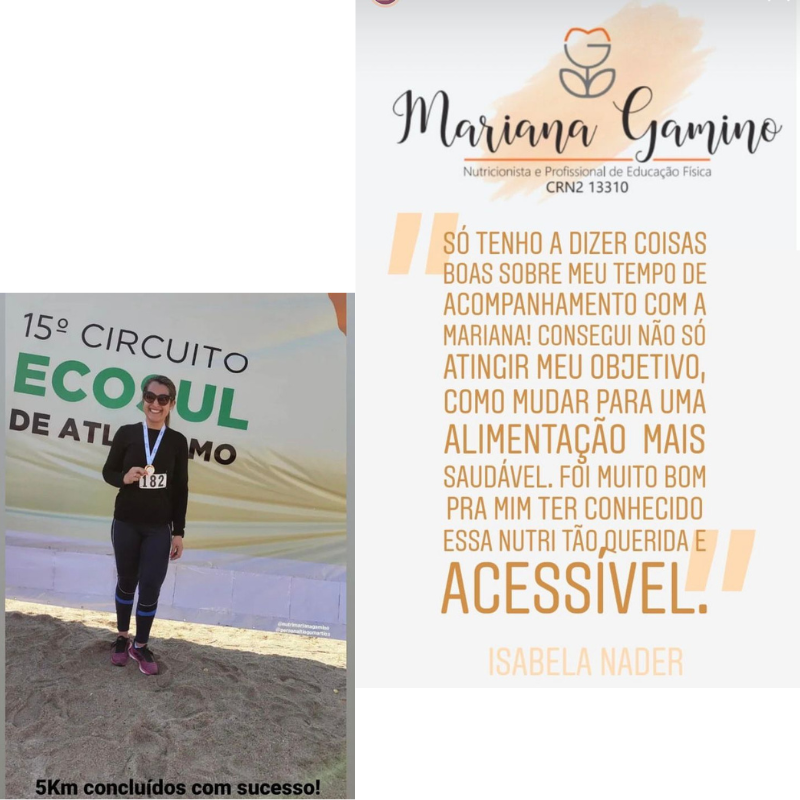 15º CIRCUITO
ECOSUL
DE ATL MO
182
5Km concluídos com sucesso!
Mariana Gamino
Nutricionista e Profissional de Educação Física
CRN2 13310
"SÓ TENHO A DIZER COISAS
BOAS SOBRE MEU TEMPO DE
ACOMPANHAMENTO COM A
MARIANA! CONSEGUI NÃO SÓ
ATINGIR MEU OBJETIVO,
COMO MUDAR PARA UMA
ALIMENTAÇÃO MAIS
SAUDÁVEL. FOI MUITO BOM
PRA MIM TER CONHECIDO
ESSA NUTRI TÃO QUERIDA E
ACESSÍVEL."
ISABELA NADER